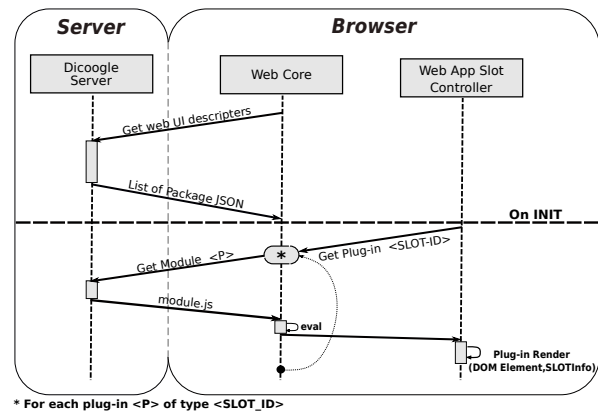 Server
Browser
Dicoogle
Server
Web Core
Web App Slot
Controller
Get web UI descripters
List of Package JSON
On INIT
Get Plug-in <SLOT-ID>
*
Get Module <P>
module.js
eval
Plug-in Render
(DOM Element,SLOTInfo)
* For each plug-in <P> of type <SLOT_ID>